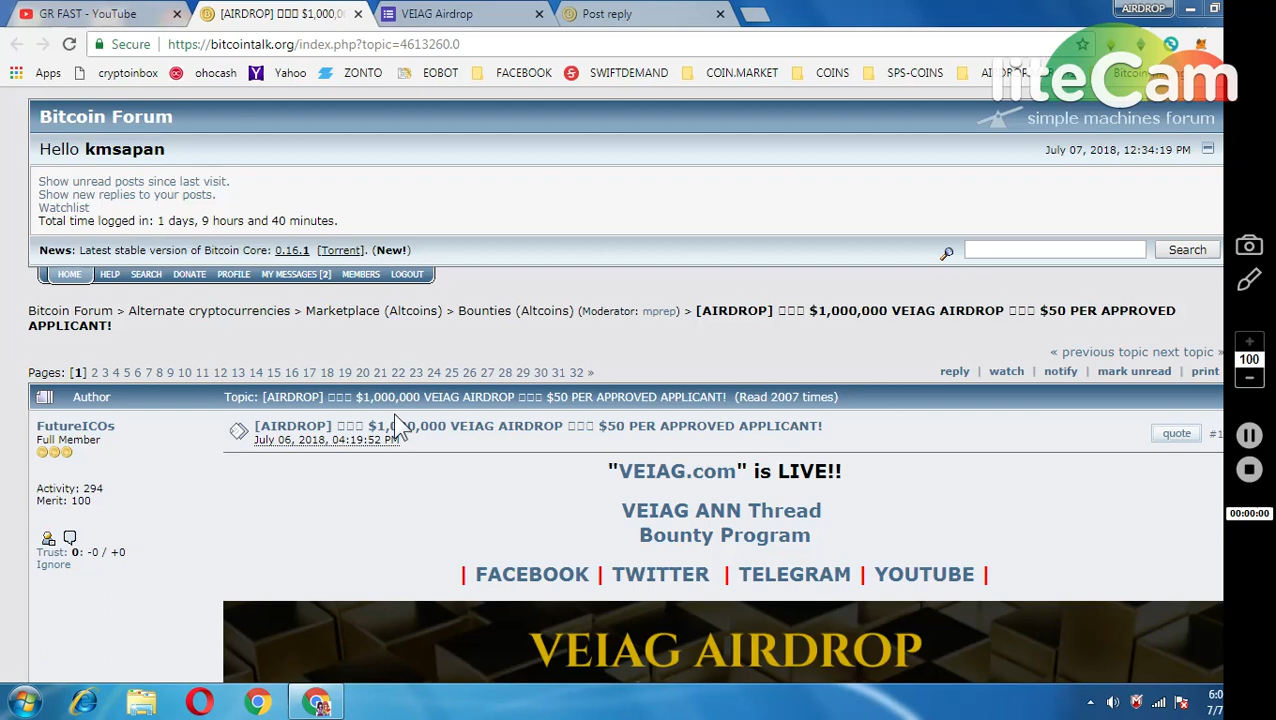 GR FAST - YouTube
[AIRDROP] □□□ $1,000,0
VEIAG Airdrop
Post reply
AIRDROP
Secure
https://bitcointalk.org/index.php?topic=4613260.0
Apps
cryptoinbox
ohocash
Yahoo
ZONTO
EOBOT
FACEBOOK
SWIFTDEMAND
COIN.MARKET
COINS
SPS-COINS
liteCam
Bitcoin Forum
simple machines forum
Hello kmsapan
July 07, 2018, 12:34:19 PM
Show unread posts since last visit.
Show new replies to your posts.
Watchlist
Total time logged in: 1 days, 9 hours and 40 minutes.
News: Latest stable version of Bitcoin Core: 0.16.1 [Torrent]. (New!)
Search
HOME HELP SEARCH DONATE PROFILE MY MESSAGES [2] MEMBERS LOGOUT
Bitcoin Forum > Alternate cryptocurrencies > Marketplace (Altcoins) > Bounties (Altcoins) (Moderator: mprep) > [AIRDROP] □□□ $1,000,000 VEIAG AIRDROP □□□ $50 PER APPROVED
APPLICANT!
« previous topic next topic »
Pages: [1] 2 3 4 5 6 7 8 9 10 11 12 13 14 15 16 17 18 19 20 21 22 23 24 25 26 27 28 29 30 31 32 »
reply | watch | notify | mark unread | print
Author
Topic: [AIRDROP] □□□ $1,000,000 VEIAG AIRDROP □□□ $50 PER APPROVED APPLICANT! (Read 2007 times)
FutureICOs
Full Member
Activity: 294
Merit: 100
Trust: 0: -0 / +0
Ignore
[AIRDROP] □□□ $1,000,000 VEIAG AIRDROP □□□ $50 PER APPROVED APPLICANT!
July 06, 2018, 04:19:52 PM
quote
#1
"VEIAG.com" is LIVE!!
VEIAG ANN Thread
Bounty Program
| FACEBOOK | TWITTER | TELEGRAM | YOUTUBE |
VEIAG AIRDROP
100
00:00:00
6:0
7/7